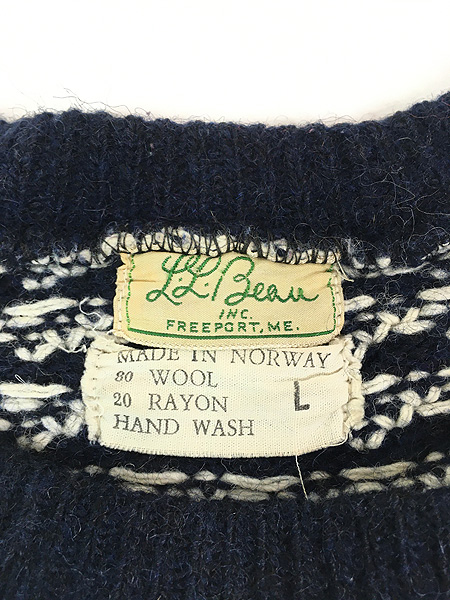 L.L.Bean
INC.
FREEPORT, ME.
MADE IN NORWAY
80 WOOL
20 RAYON L
HAND WASH